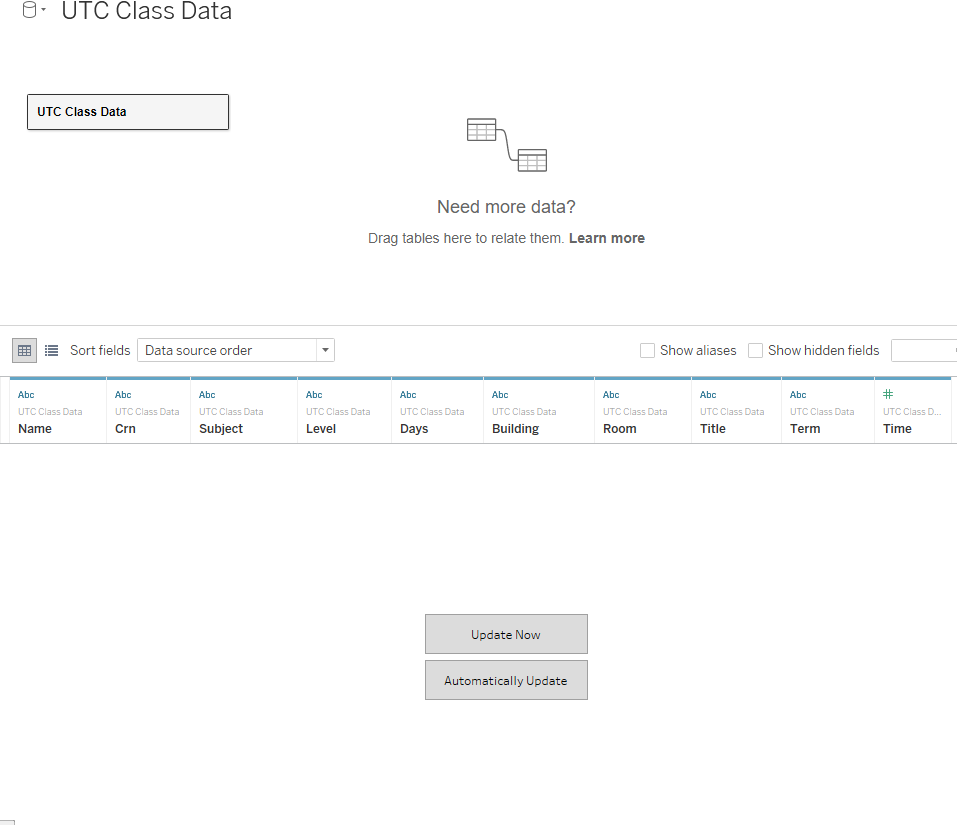 UTC Class Data
UTC Class Data
Need more data?
Drag tables here to relate them. Learn more
Sort fields Data source order Show aliases Show hidden fields
Abc Abc Abc Abc Abc Abc Abc Abc Abc #
UTC Class Data UTC Class Data UTC Class Data UTC Class Data UTC Class Data UTC Class Data UTC Class Data UTC Class Data UTC Class Data UTC Class D...
Name Crn Subject Level Days Building Room Title Term Time
Update Now
Automatically Update